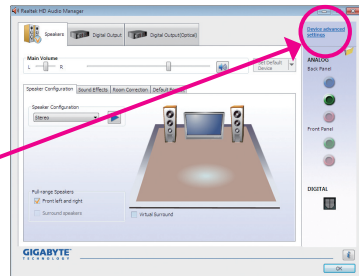 Realtek HD Audio Manager
Speakers
Digital Output
Digital Output(Optical)
Device advanced settings
Main Volume
L
R
Set Default
Device
ANALOG
Back Panel
Speaker Configuration
Sound Effects
Room Correction
Default Format
Speaker Configuration
Stereo
Front Panel
Full-range Speakers
Front left and right
Surround speakers
Virtual Surround
DIGITAL
GIGABYTE
TECHNOLOGY
i
OK